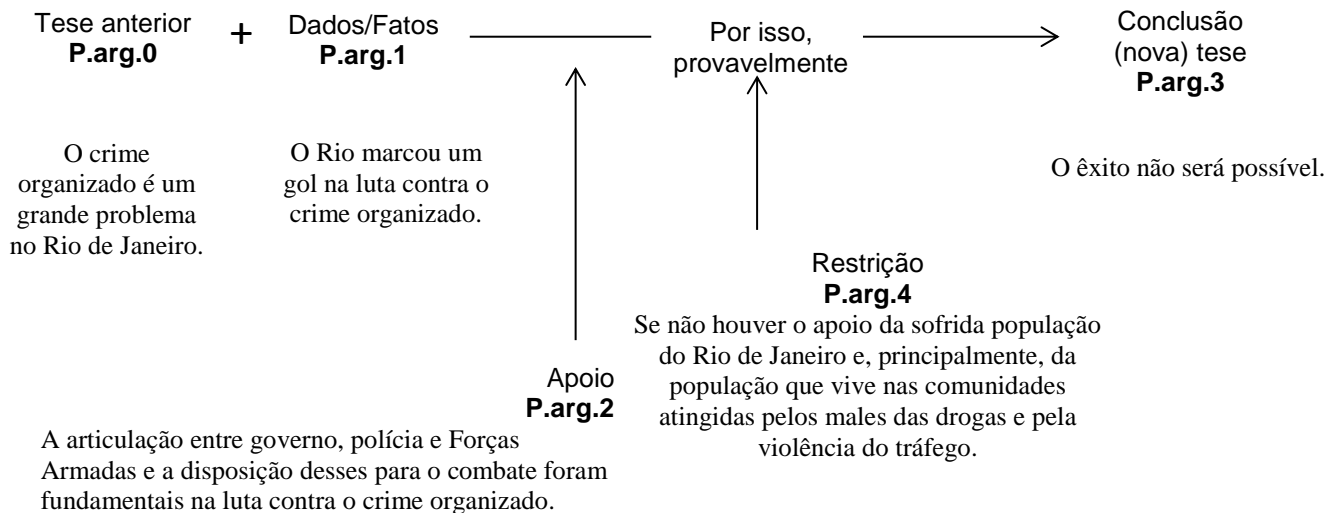 Tese anterior
P.arg.0
+
Dados/Fatos
P.arg.1
Por isso,
provavelmente
Conclusão
(nova) tese
P.arg.3
O crime
organizado é um
grande problema
no Rio de Janeiro.
O Rio marcou um
gol na luta contra o
crime organizado.
O êxito não será possível.
Restrição
P.arg.4
Se não houver o apoio da sofrida população
do Rio de Janeiro e, principalmente, da
população que vive nas comunidades
atingidas pelos males das drogas e pela
violência do tráfego.
Apoio
P.arg.2
A articulação entre governo, polícia e Forças
Armadas e a disposição desses para o combate foram
fundamentais na luta contra o crime organizado.